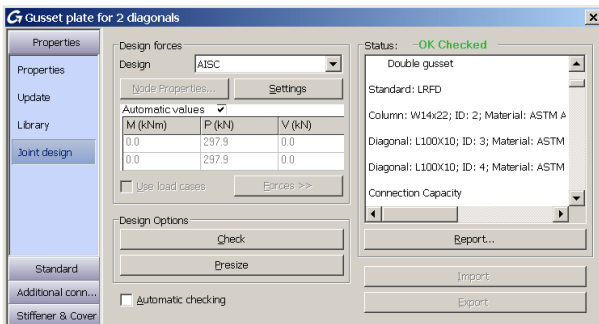 Gusset plate for 2 diagonals
Properties
Properties
Update
Library
Joint design
Standard
Additional conn...
Stiffener & Cover
Design forces
Design AISC
Node Properties... Settings
Automatic values
M (kNm) P (kN) V (kN)
0.0 297.9 0.0
0.0 297.9 0.0
Use load cases Forces >>
Design Options
Check
Presize
Automatic checking
Status: -OK Checked
Double gusset
Standard: LRFD
Column: W14x22; ID: 2; Material: ASTM A
Diagonal: L100X10; ID: 3; Material: ASTM
Diagonal: L100X10; ID: 4; Material: ASTM
Connection Capacity
Report...
Import
Export